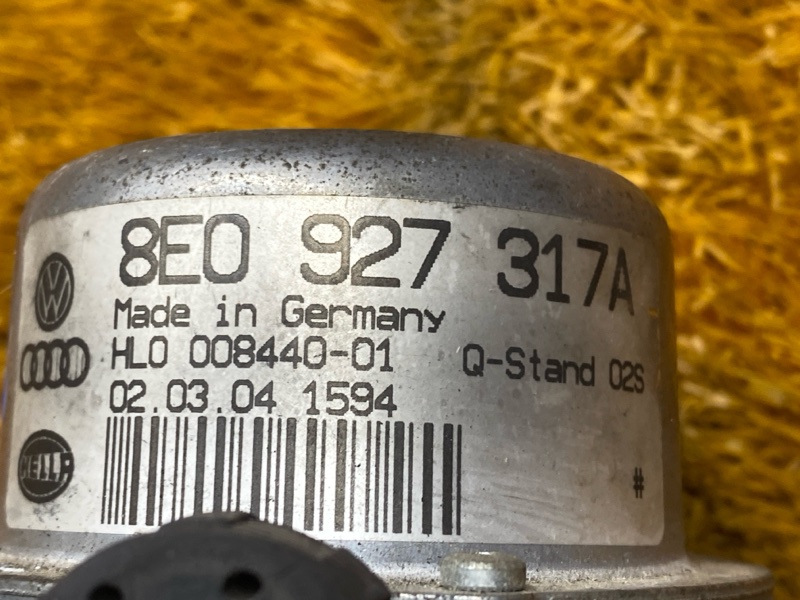 8E0 927 317A
Made in Germany
HL0 008440-01 Q-Stand 02S
02.03.04 1594
HELLA
#